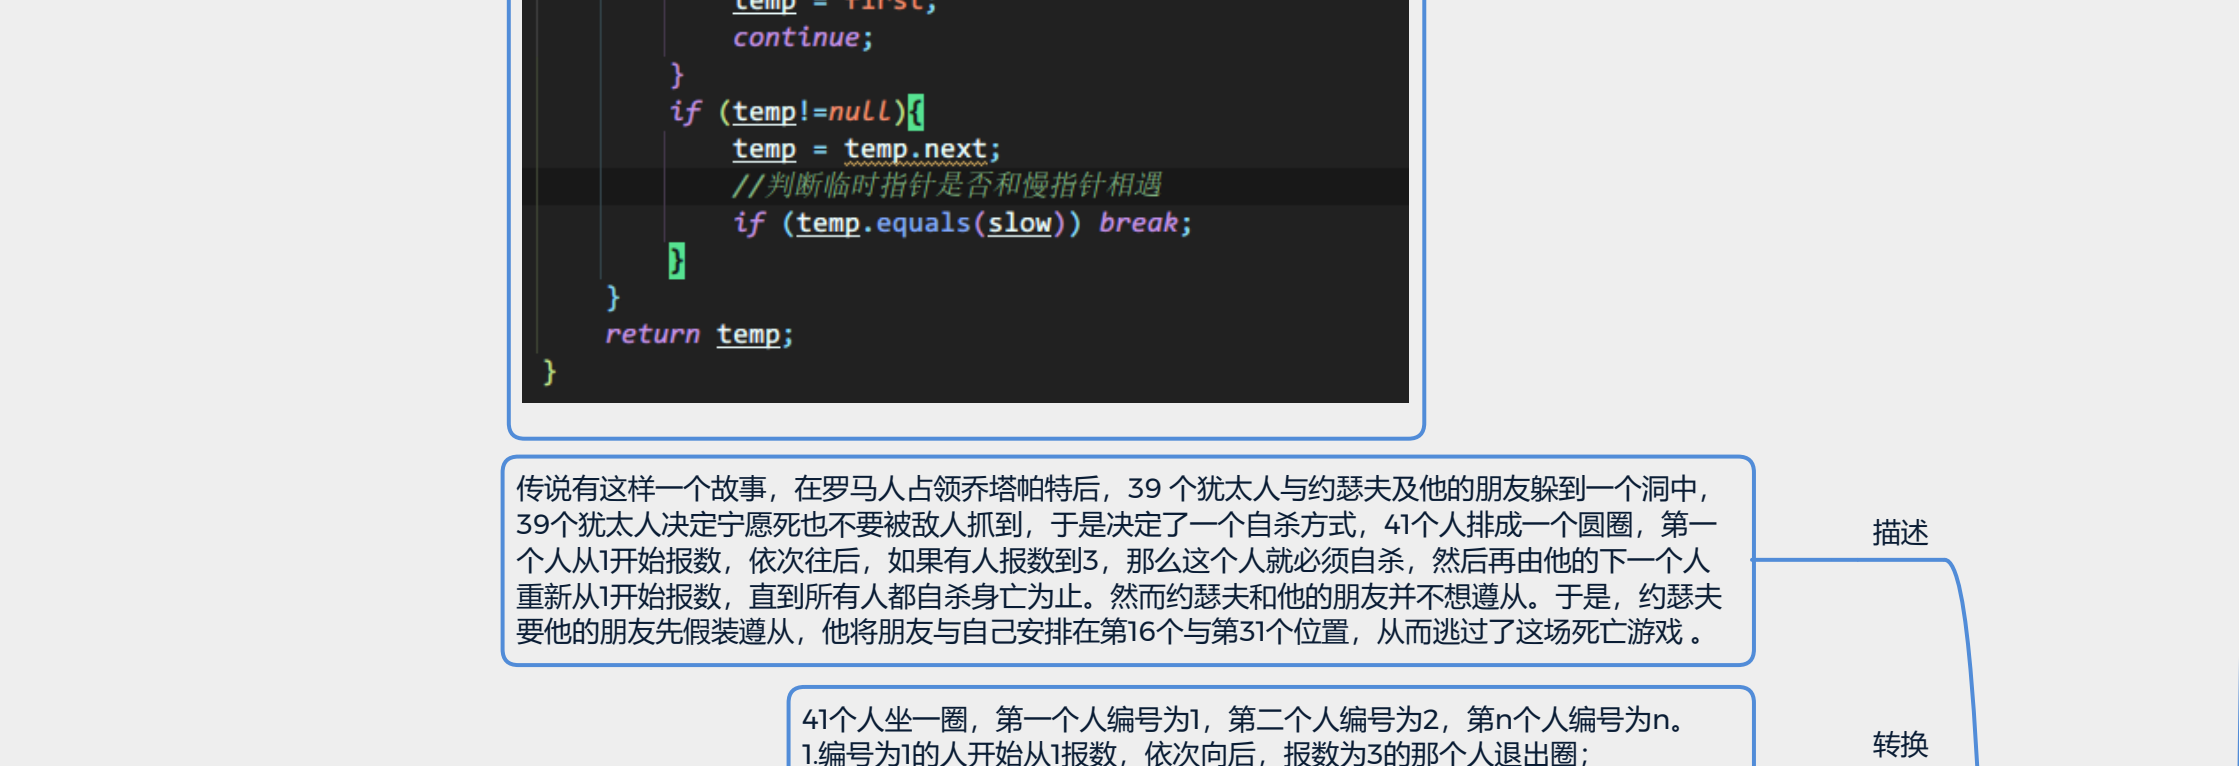 temp = first;
continue;
}
if (temp!=null){
temp = temp.next;
//判断临时指针是否和慢指针相遇
if (temp.equals(slow)) break;
}
}
return temp;
}
传说有这样一个故事，在罗马人占领乔塔帕特后，39 个犹太人与约瑟夫及他的朋友躲到一个洞中，
39个犹太人决定宁愿死也不要被敌人抓到，于是决定了一个自杀方式，41个人排成一个圆圈，第一
个人从1开始报数，依次往后，如果有人报数到3，那么这个人就必须自杀，然后再由他的下一个人
重新从1开始报数，直到所有人都自杀身亡为止。然而约瑟夫和他的朋友并不想遵从。于是，约瑟夫
要他的朋友先假装遵从，他将朋友与自己安排在第16个与第31个位置，从而逃过了这场死亡游戏 。
描述
41个人坐一圈，第一个人编号为1，第二个人编号为2，第n个人编号为n。
1.编号为1的人开始从1报数，依次向后，报数为3的那个人退出圈；
转换